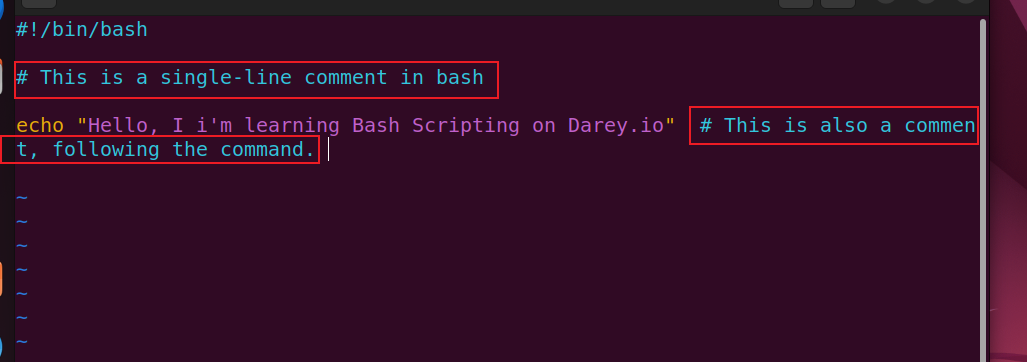 #!/bin/bash
# This is a single-line comment in bash
echo "Hello, I i'm learning Bash Scripting on Darey.io"  # This is also a commen
t, following the command.
~
~
~
~
~
~
~